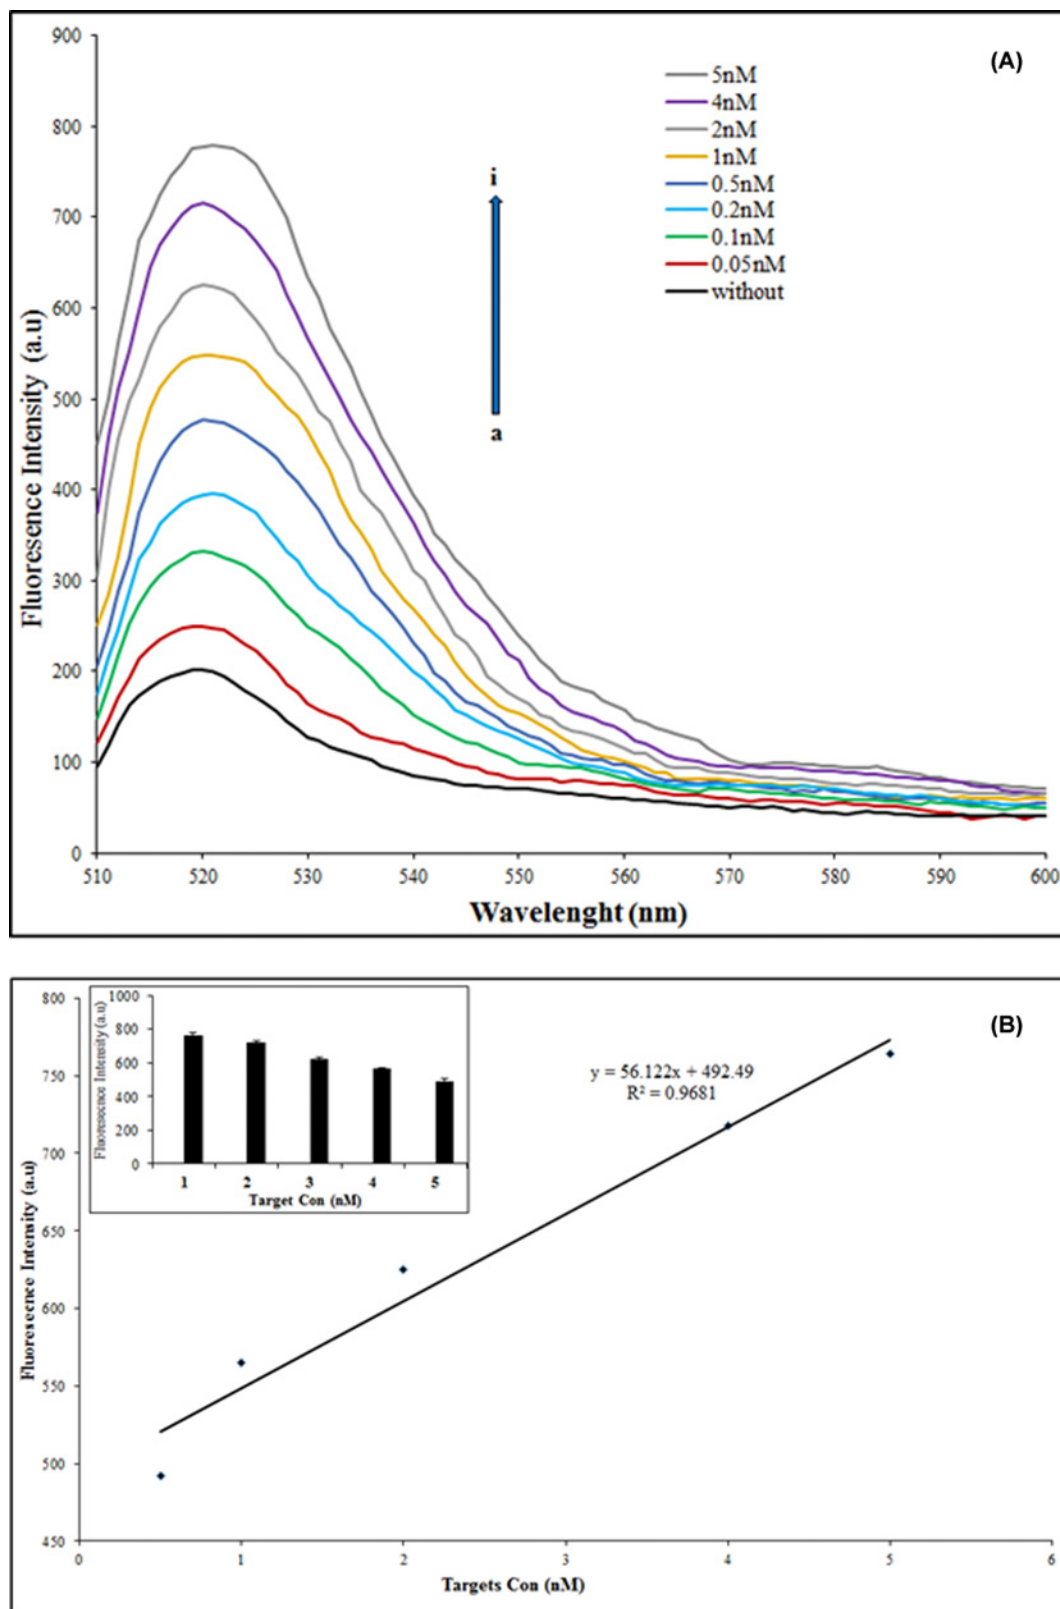 (A)
900
800
700
600
500
400
300
200
100
0
Fluoresence Intensity (a.u)
5nM
4nM
2nM
1nM
0.5nM
0.2nM
0.1nM
0.05nM
without
i
a
510 520 530 540 550 560 570 580 590 600
Wavelenght (nm)
(B)
800
750
700
650
600
550
500
450
Fluoresecnce Intensity (a.u)
1000
800
600
400
200
0
Fluoresecnce Intensity (a.u)
1 2 3 4 5
Target Con (nM)
y = 56.122x + 492.49
R² = 0.9681
0 1 2 3 4 5 6
Targets Con (nM)